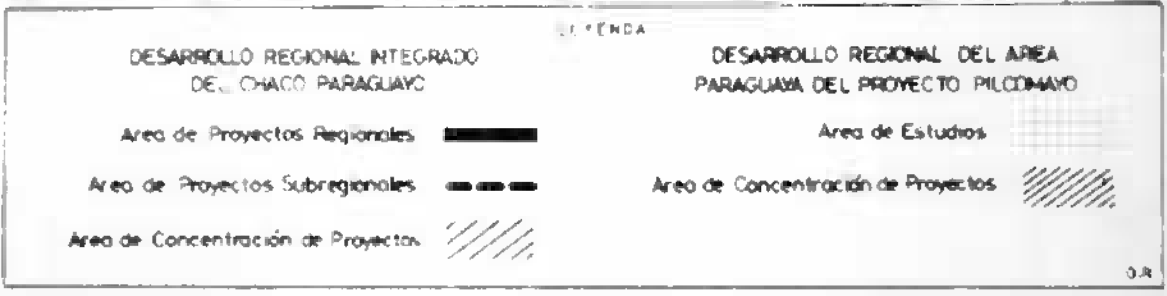 LEYENDA
DESARROLLO REGIONAL INTEGRADO
DEL CHACO PARAGUAYO
Area de Proyectos Regionales
Area de Proyectos Subregionales
Area de Concentración de Proyectos
DESARROLLO REGIONAL DEL AREA
PARAGUAYA DEL PROYECTO PILCOMAYO
Area de Estudios
Area de Concentración de Proyectos